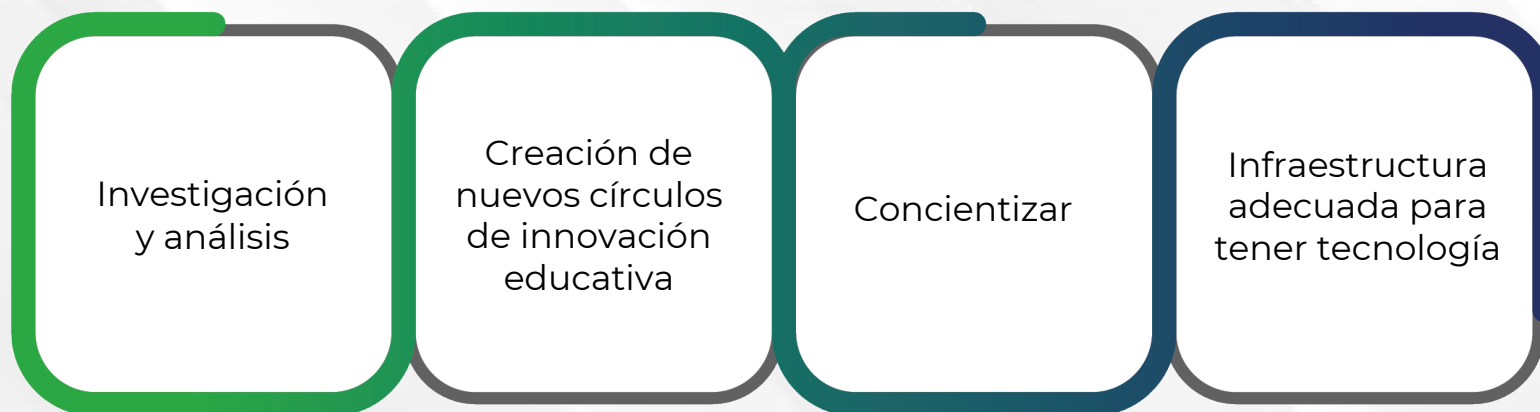 Investigación
y análisis
Creación de
nuevos círculos
de innovación
educativa
Concientizar
Infraestructura
adecuada para
tener tecnología